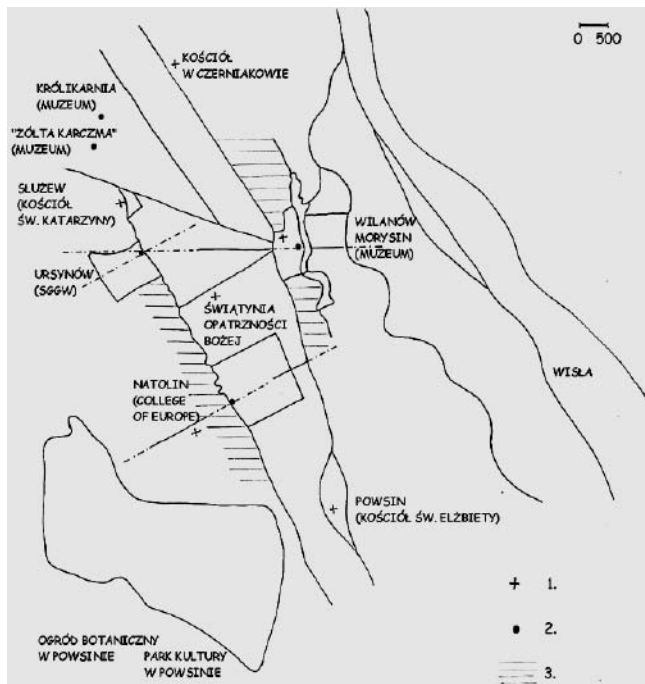 KOŚCIÓŁ
W CZERNIAKOWIE
0 500
KRÓLIKARNIA
(MUZEUM)
"ŻÓŁTA KARCZMA"
(MUZEUM)
SŁUŻEW
(KOŚCIÓŁ
ŚW. KATARZYNY)
WILANÓW
MORYSIN
(MUZEUM)
URSYNÓW
(SGGW)
ŚWIĄTYNIA
OPATRZNOŚCI
BOŻEJ
WISŁA
NATOLIN
(COLLEGE
OF EUROPE)
POWSIN
(KOŚCIÓŁ ŚW. ELŻBIETY)
1.
2.
3.
OGRÓD BOTANICZNY
W POWSINIE
PARK KULTURY
W POWSINIE